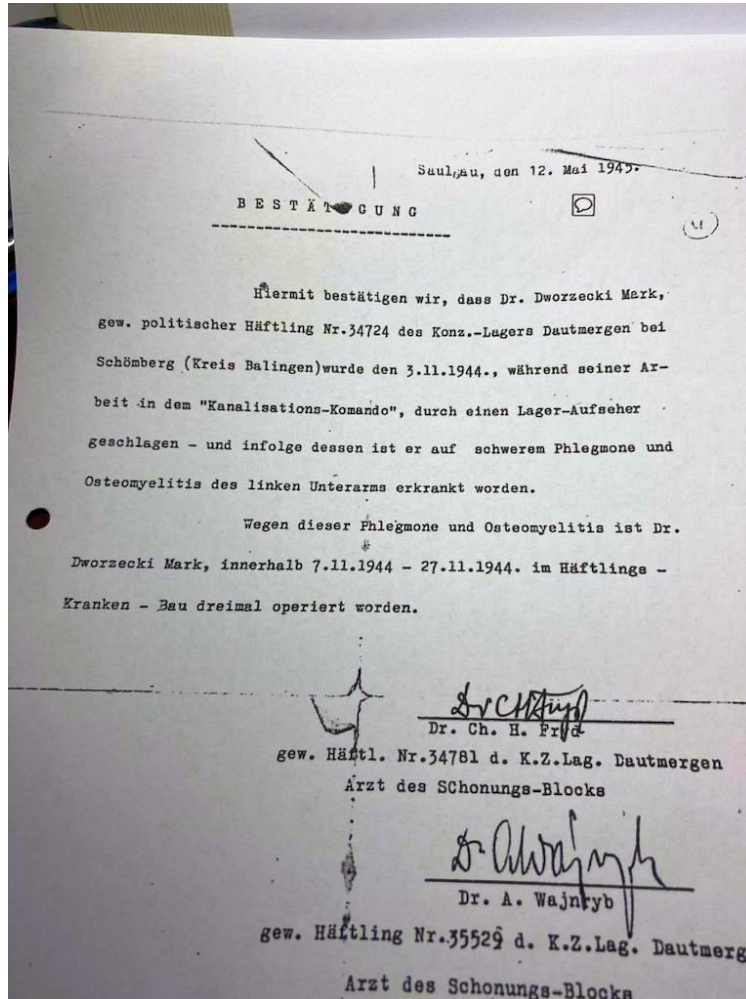 Saulgau, den 12. Mai 1945.
BESTÄTIGUNG
Hiermit bestätigen wir, dass Dr. Dworzecki Mark,
gew. politischer Häftling Nr.34724 des Konz.-Lagers Dautmergen bei
Schömberg (Kreis Balingen)wurde den 3.11.1944., während seiner Ar-
beit in dem "Kanalisations-Komando", durch einen Lager-Aufseher
geschlagen - und infolge dessen ist er auf schwerem Phlegmone und
Osteomyelitis des linken Unterarms erkrankt worden.
Wegen dieser Phlegmone und Osteomyelitis ist Dr.
Dworzecki Mark, innerhalb 7.11.1944 - 27.11.1944. im Häftlings -
Kranken - Bau dreimal operiert worden.
Dr. Ch. H. Fryd
gew. Häftl. Nr.34781 d. K.Z.Lag. Dautmergen
Arzt des SChonungs-Blocks
Dr. A. Wajnryb
gew. Häftling Nr.35529 d. K.Z.Lag. Dautmerg
Arzt des Schonungs-Blocks